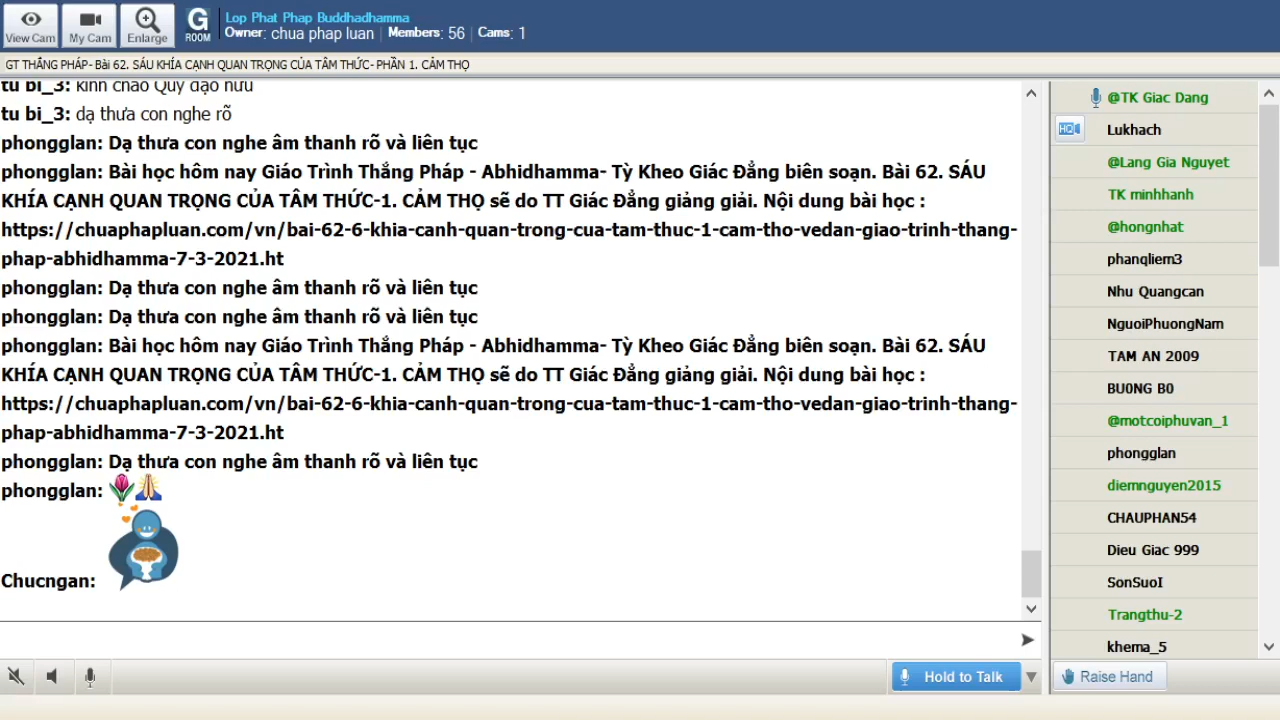 View Cam
My Cam
Enlarge
G
ROOM
Lop Phat Phap Buddhadhamma
Owner: chua phap luan | Members: 56 | Cams: 1
GT THẮNG PHÁP- Bài 62. SÁU KHÍA CẠNH QUAN TRỌNG CỦA TÂM THỨC- PHẦN 1. CẢM THỌ
tu bi_3: kính chào Quý đạo hữu
tu bi_3: dạ thưa con nghe rõ
phongglan: Dạ thưa con nghe âm thanh rõ và liên tục
phongglan: Bài học hôm nay Giáo Trình Thắng Pháp - Abhidhamma- Tỳ Kheo Giác Đẳng biên soạn. Bài 62. SÁU
KHÍA CẠNH QUAN TRỌNG CỦA TÂM THỨC-1. CẢM THỌ sẽ do TT Giác Đẳng giảng giải. Nội dung bài học :
https://chuaphapluan.com/vn/bai-62-6-khia-canh-quan-trong-cua-tam-thuc-1-cam-tho-vedan-giao-trinh-thang-
phap-abhidhamma-7-3-2021.ht
phongglan: Dạ thưa con nghe âm thanh rõ và liên tục
phongglan: Dạ thưa con nghe âm thanh rõ và liên tục
phongglan: Bài học hôm nay Giáo Trình Thắng Pháp - Abhidhamma- Tỳ Kheo Giác Đẳng biên soạn. Bài 62. SÁU
KHÍA CẠNH QUAN TRỌNG CỦA TÂM THỨC-1. CẢM THỌ sẽ do TT Giác Đẳng giảng giải. Nội dung bài học :
https://chuaphapluan.com/vn/bai-62-6-khia-canh-quan-trong-cua-tam-thuc-1-cam-tho-vedan-giao-trinh-thang-
phap-abhidhamma-7-3-2021.ht
phongglan: Dạ thưa con nghe âm thanh rõ và liên tục
phongglan:
Chucngan:
@TK Giac Dang
HQ
Lukhach
@Lang Gia Nguyet
TK minhhanh
@hongnhat
phanqliem3
Nhu Quangcan
NguoiPhuongNam
TAM AN 2009
BU0NG B0
@motcoiphuvan_1
phongglan
diemnguyen2015
CHAUPHAN54
Dieu Giac 999
SonSuoI
Trangthu-2
khema_5
Hold to Talk
Raise Hand